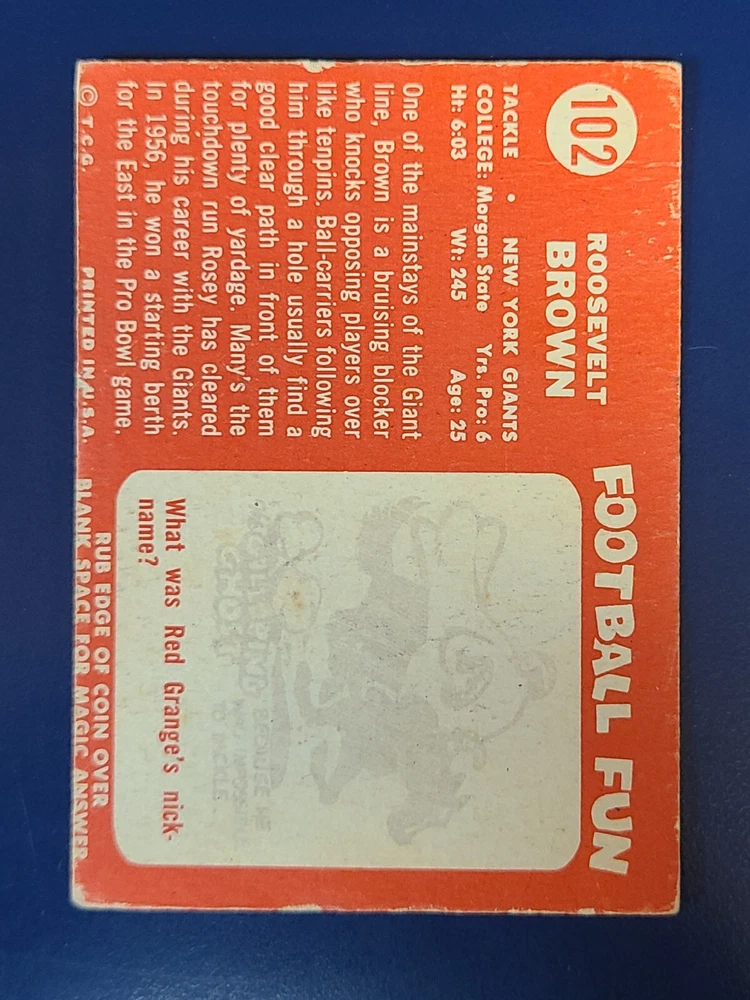 102
ROOSEVELT
BROWN
TACKLE • NEW YORK GIANTS
COLLEGE: Morgan State Yrs. Pro: 6
Ht: 6:03 Wt: 245 Age: 25
One of the mainstays of the Giant
line, Brown is a bruising blocker
who knocks opposing players over
like tenpins. Ball-carriers following
him through a hole usually find a
good clear path in front of them
for plenty of yardage. Many's the
touchdown run Rosey has cleared
during his career with the Giants.
In 1956, he won a starting berth
for the East in the Pro Bowl game.
© T.C.G. PRINTED IN U.S.A.
FOOTBALL FUN
GHOST
BECAUSE HE
TO TACKLE
What was Red Grange's nick-
name?
RUB EDGE OF COIN OVER
BLANK SPACE FOR MAGIC ANSWER